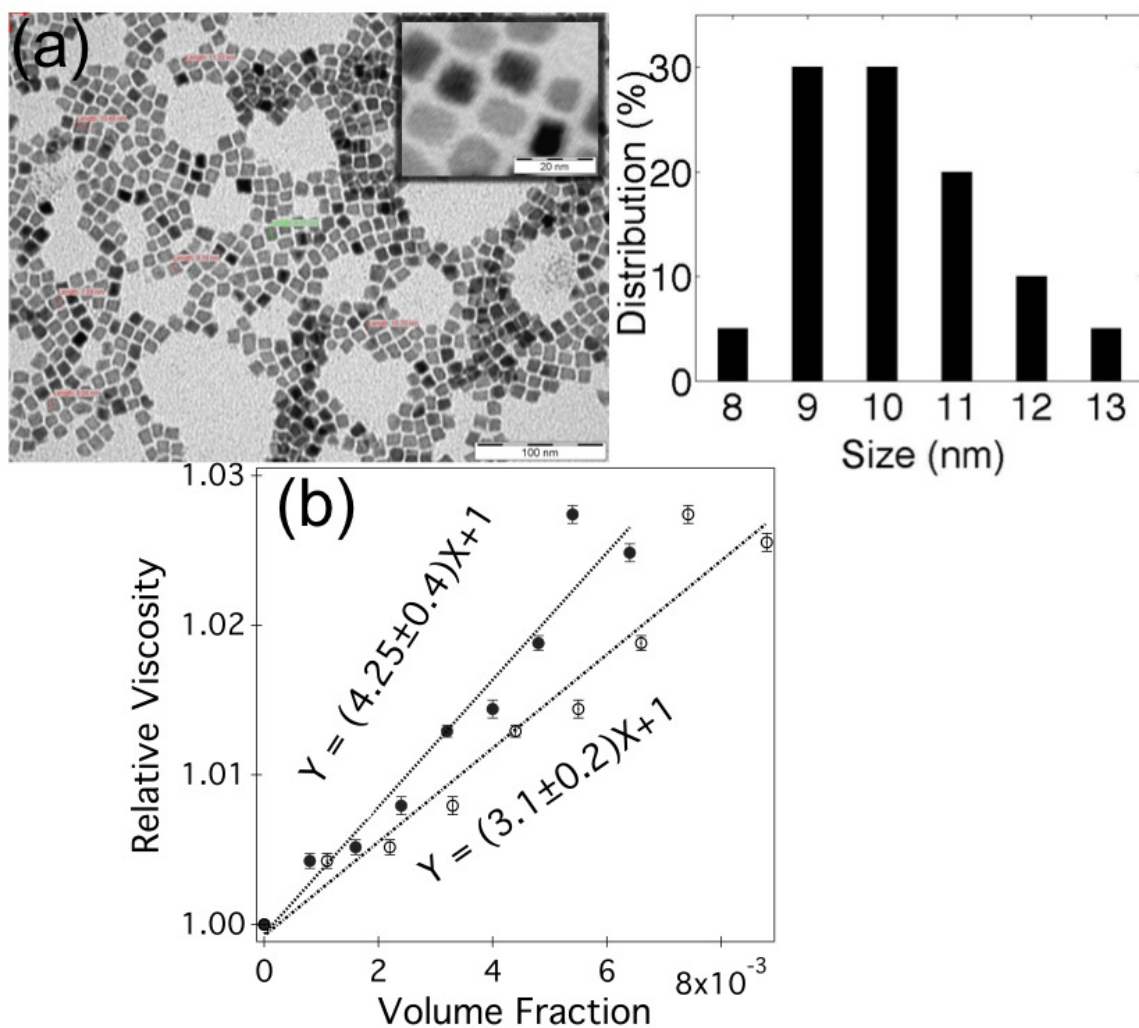 (a)
20 nm
100 nm
Distribution (%)
30
20
10
0
8 9 10 11 12 13
Size (nm)
(b)
Relative Viscosity
1.03
1.02
1.01
1.00
Y = (4.25±0.4)X+1
Y = (3.1±0.2)X+1
0 2 4 6 8x10⁻³
Volume Fraction